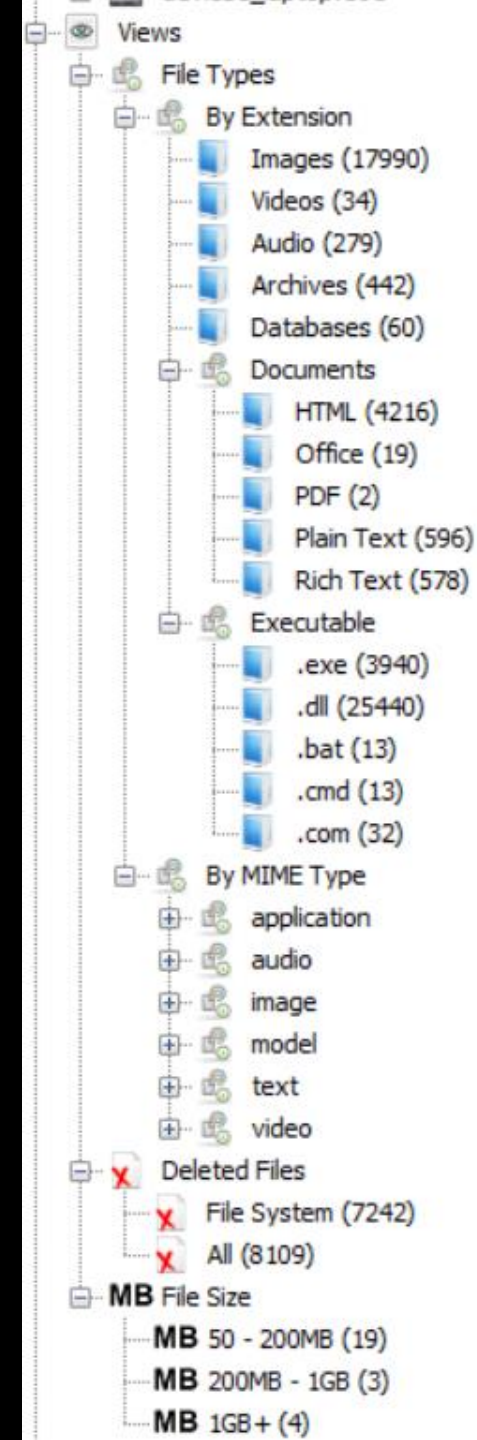 Views
File Types
By Extension
Images (17990)
Videos (34)
Audio (279)
Archives (442)
Databases (60)
Documents
HTML (4216)
Office (19)
PDF (2)
Plain Text (596)
Rich Text (578)
Executable
.exe (3940)
.dll (25440)
.bat (13)
.cmd (13)
.com (32)
By MIME Type
application
audio
image
model
text
video
Deleted Files
File System (7242)
All (8109)
MB File Size
MB 50 - 200MB (19)
MB 200MB - 1GB (3)
MB 1GB+ (4)